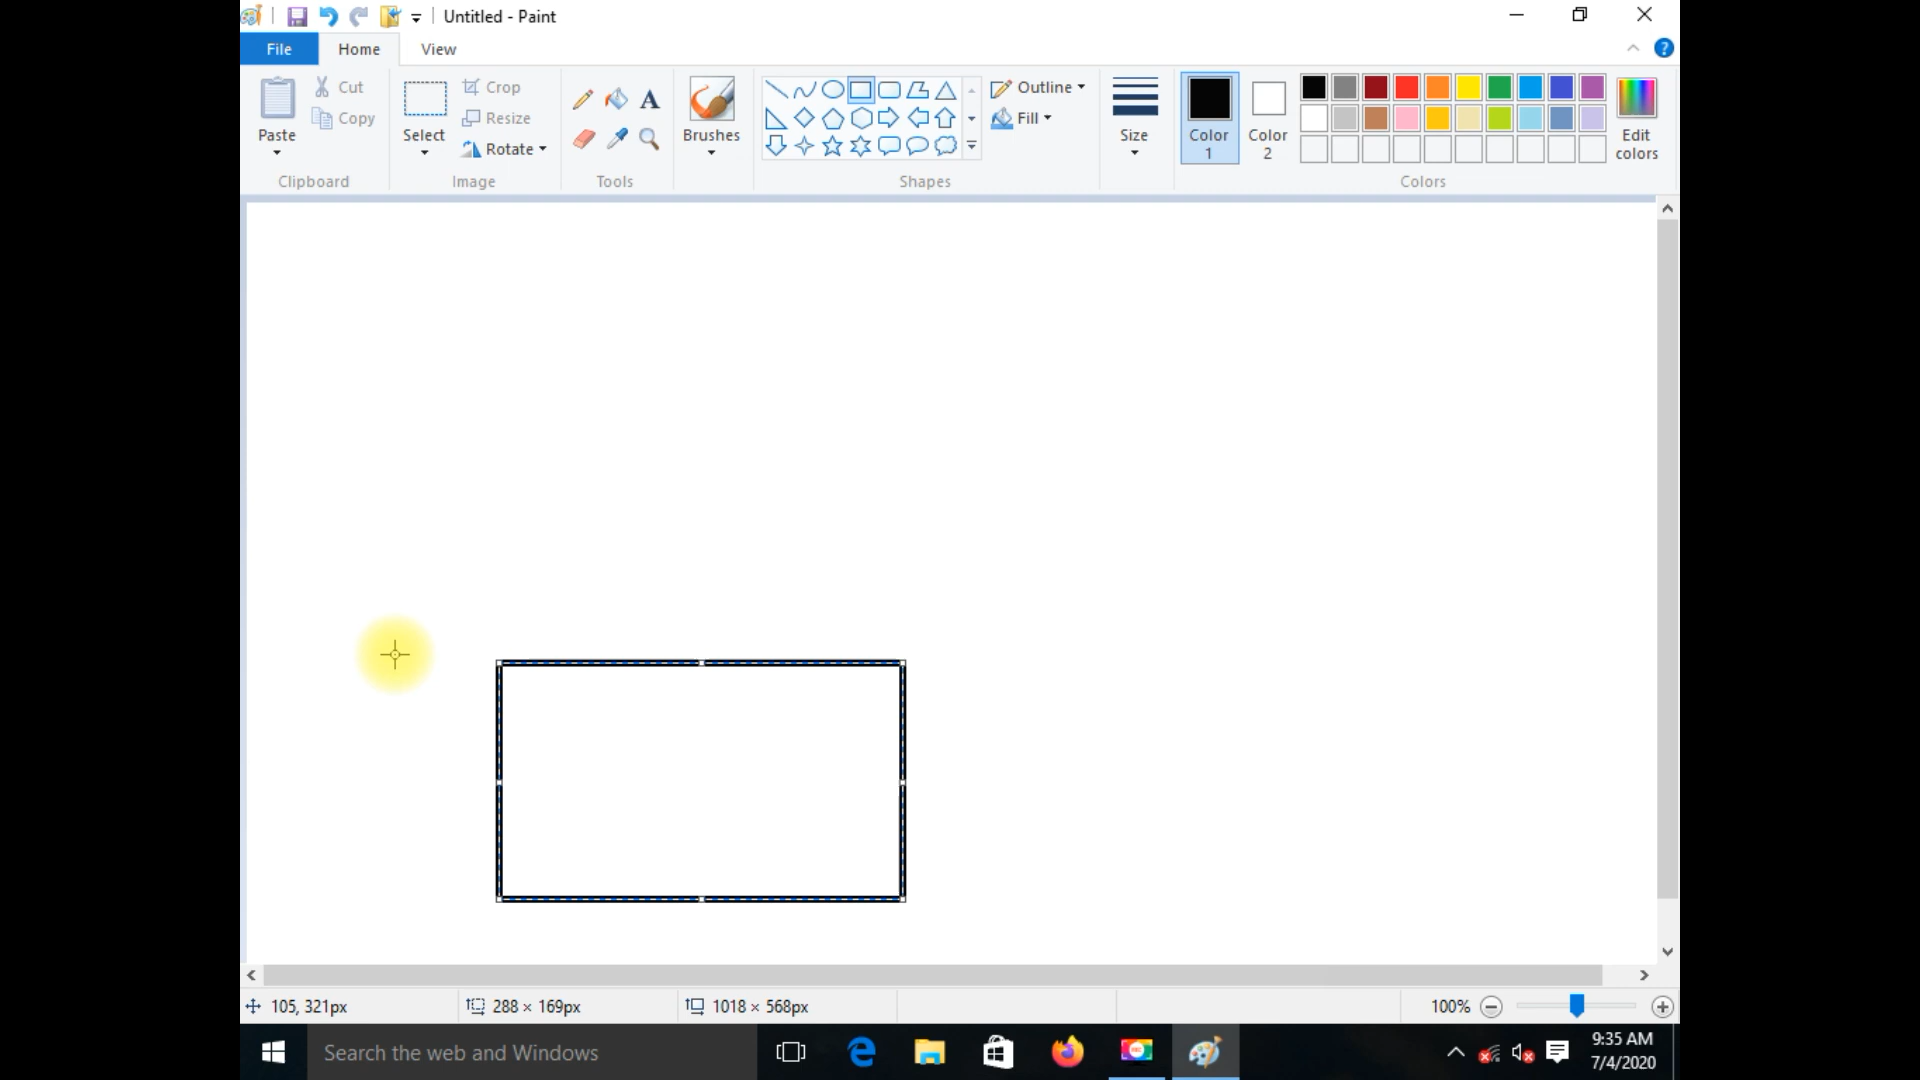 Untitled - Paint
File Home View
Paste
Cut
Copy
Clipboard
Select
Crop
Resize
Rotate
Image
A
Tools
Brushes
Outline
Fill
Shapes
Size
Color 1
Color 2
Edit colors
Colors
105, 321px
288 × 169px
1018 × 568px
100%
Search the web and Windows
9:35 AM
7/4/2020